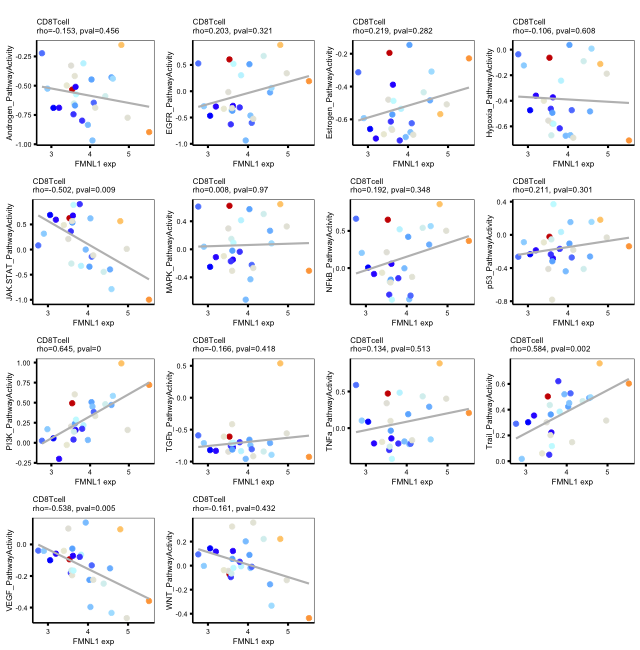 CD8Tcell
rho=-0.153, pval=0.456
Androgen_PathwayActivity
0.00
-0.25
-0.50
-0.75
-1.00
3
4
5
FMNL1 exp
CD8Tcell
rho=0.203, pval=0.321
EGFR_PathwayActivity
0.5
0.0
-0.5
-1.0
3
4
5
FMNL1 exp
CD8Tcell
rho=0.219, pval=0.282
Estrogen_PathwayActivity
-0.2
-0.4
-0.6
3
4
5
FMNL1 exp
CD8Tcell
rho=-0.106, pval=0.608
Hypoxia_PathwayActivity
0.0
-0.2
-0.4
-0.6
3
4
5
FMNL1 exp
CD8Tcell
rho=-0.502, pval=0.009
JAK-STAT_PathwayActivity
0.5
0.0
-0.5
-1.0
3
4
5
FMNL1 exp
CD8Tcell
rho=0.008, pval=0.97
MAPK_PathwayActivity
0.4
0.0
-0.4
3
4
5
FMNL1 exp
CD8Tcell
rho=0.192, pval=0.348
NFkB_PathwayActivity
0.5
0.0
3
4
5
FMNL1 exp
CD8Tcell
rho=0.211, pval=0.301
p53_PathwayActivity
0.4
0.0
-0.4
-0.8
3
4
5
FMNL1 exp
CD8Tcell
rho=0.645, pval=0
PI3K_PathwayActivity
1.00
0.75
0.50
0.25
0.00
-0.25
3
4
5
FMNL1 exp
CD8Tcell
rho=-0.166, pval=0.418
TGFb_PathwayActivity
0.5
0.0
-0.5
-1.0
3
4
5
FMNL1 exp
CD8Tcell
rho=0.134, pval=0.513
TNFa_PathwayActivity
0.5
0.0
3
4
5
FMNL1 exp
CD8Tcell
rho=0.584, pval=0.002
Trail_PathwayActivity
0.6
0.4
0.2
0.0
3
4
5
FMNL1 exp
CD8Tcell
rho=-0.538, pval=0.005
VEGF_PathwayActivity
0.0
-0.2
-0.4
3
4
5
FMNL1 exp
CD8Tcell
rho=-0.161, pval=0.432
WNT_PathwayActivity
0.2
0.0
-0.2
-0.4
3
4
5
FMNL1 exp